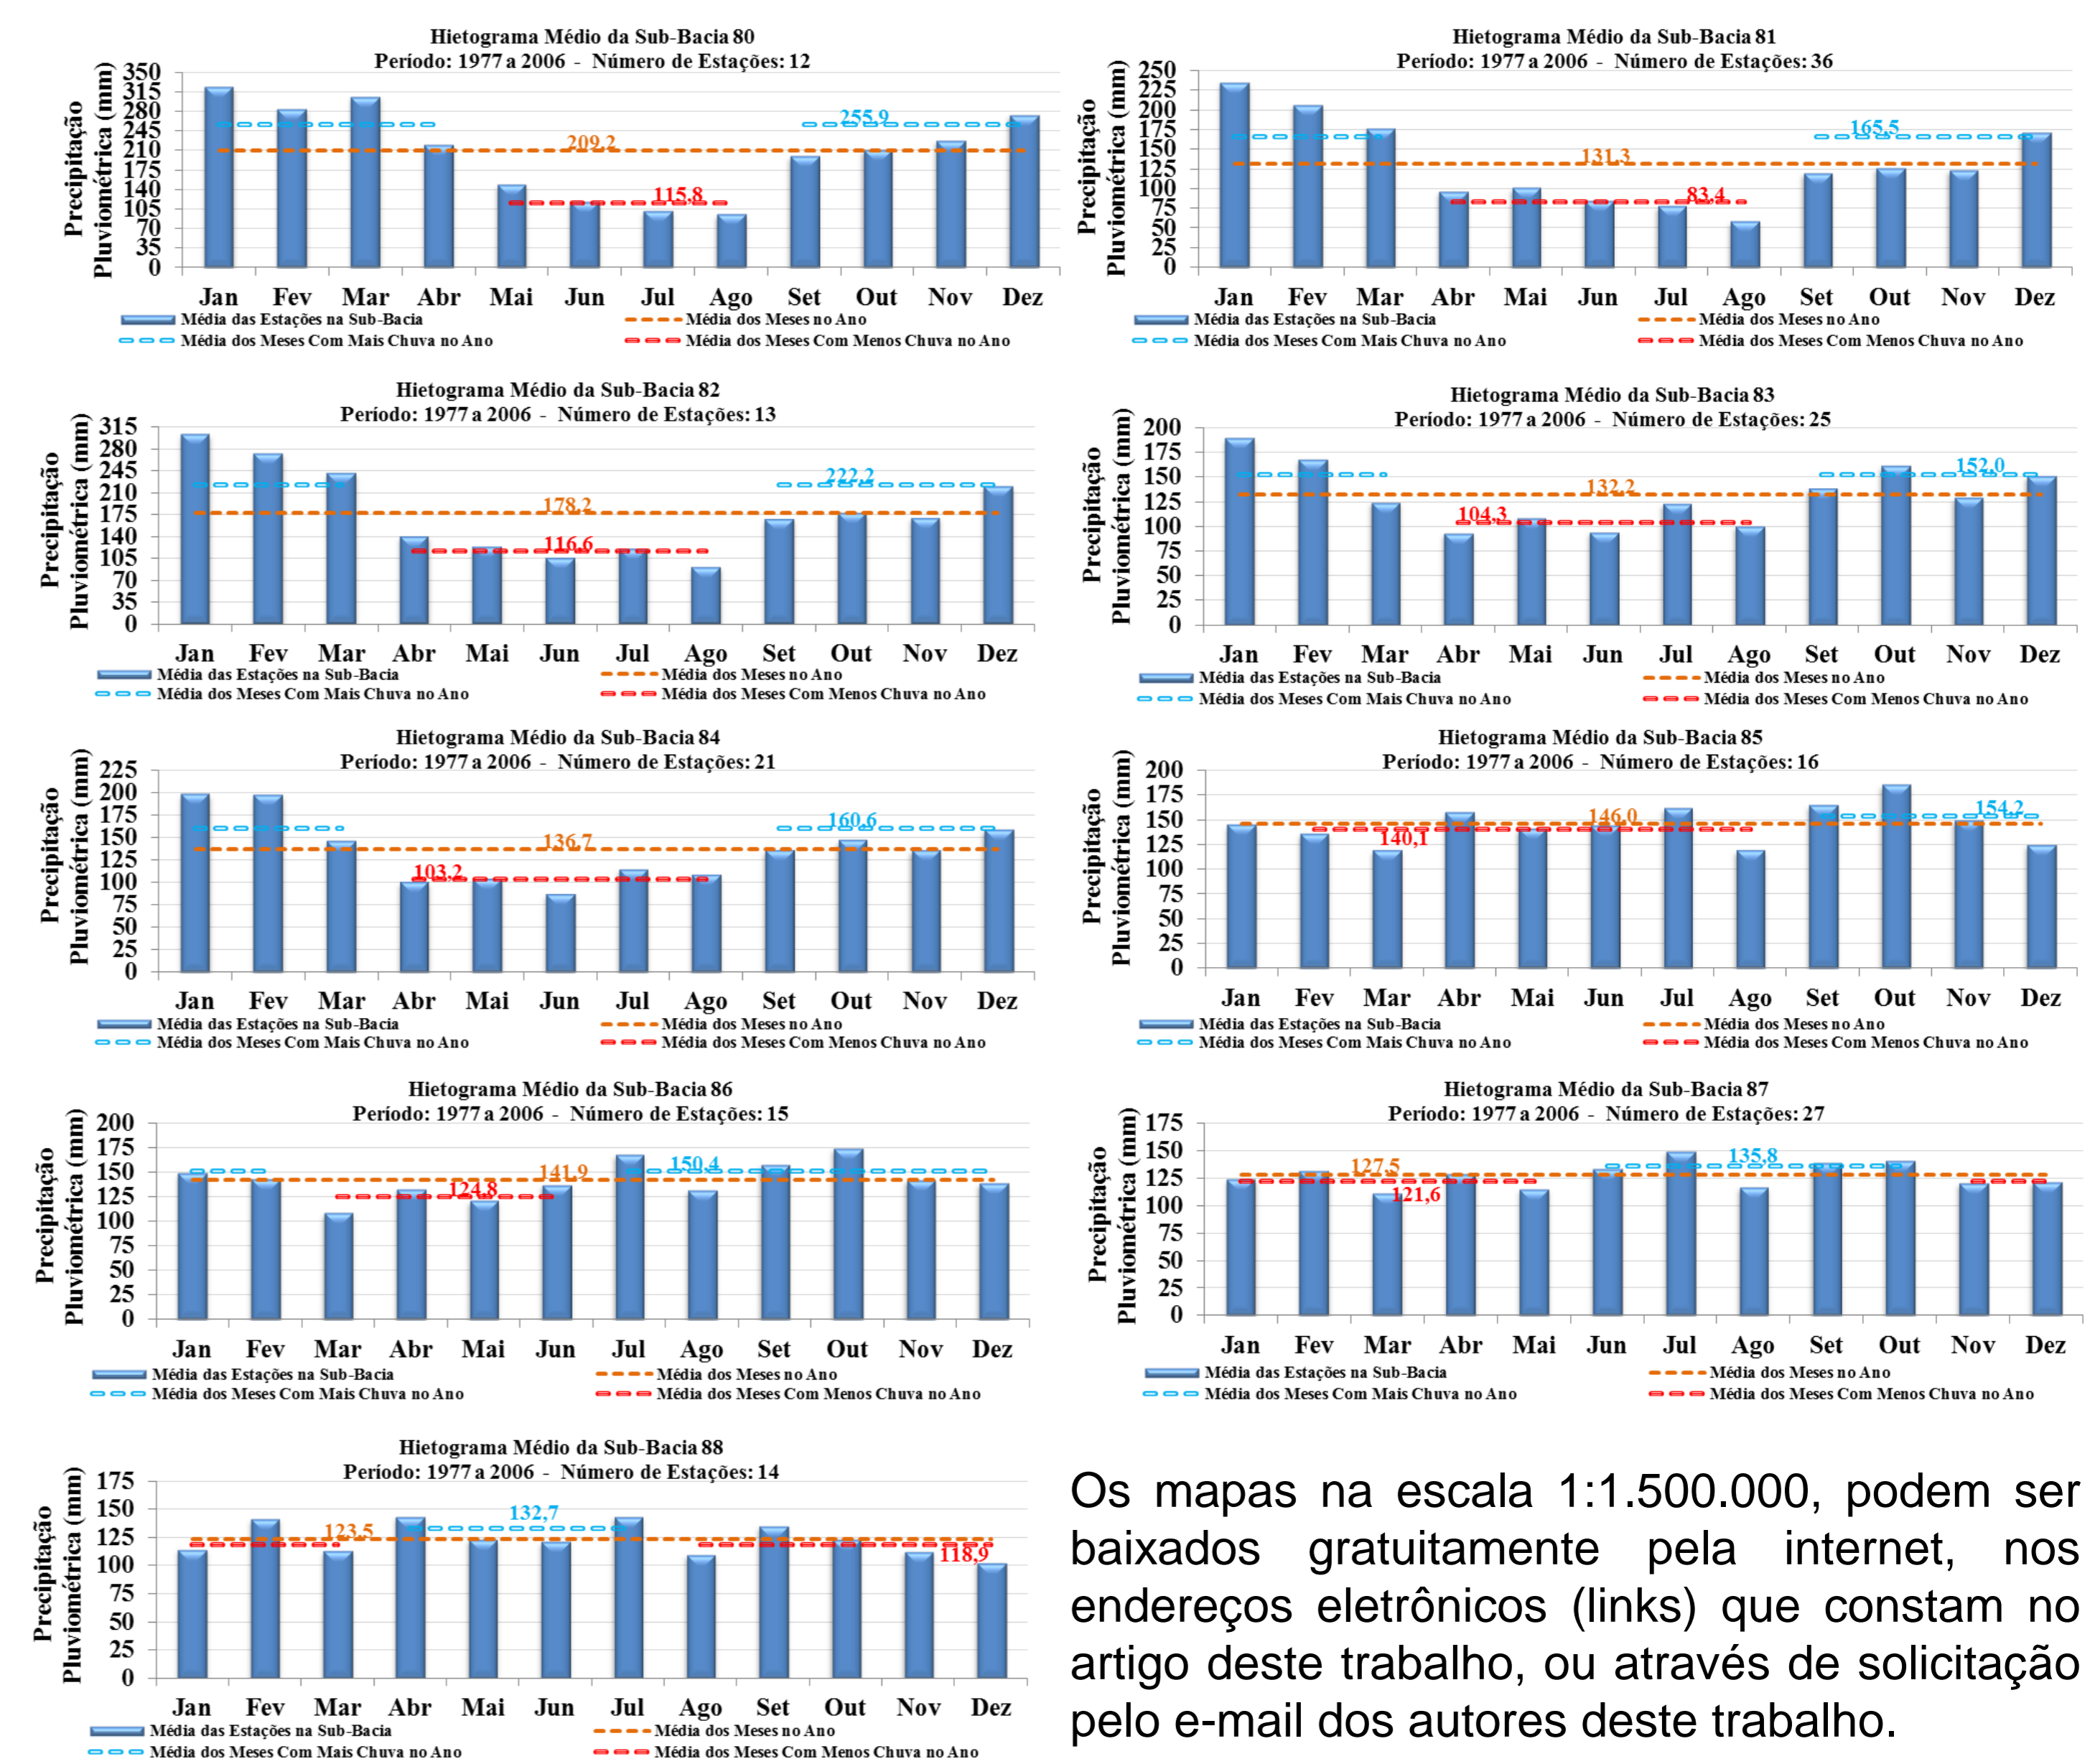 Hietograma Médio da Sub-Bacia 80
Período: 1977 a 2006 - Número de Estações: 12
Precipitação
Pluviométrica (mm)
350
315
280
245
210
175
140
105
70
35
0
255,9
209,2
115,8
Jan Fev Mar Abr Mai Jun Jul Ago Set Out Nov Dez
Média das Estações na Sub-Bacia Média dos Meses no Ano
Média dos Meses Com Mais Chuva no Ano Média dos Meses Com Menos Chuva no Ano
Hietograma Médio da Sub-Bacia 81
Período: 1977 a 2006 - Número de Estações: 36
Precipitação
Pluviométrica (mm)
250
225
200
175
150
125
100
75
50
25
0
165,5
131,3
83,4
Jan Fev Mar Abr Mai Jun Jul Ago Set Out Nov Dez
Média das Estações na Sub-Bacia Média dos Meses no Ano
Média dos Meses Com Mais Chuva no Ano Média dos Meses Com Menos Chuva no Ano
Hietograma Médio da Sub-Bacia 82
Período: 1977 a 2006 - Número de Estações: 13
Precipitação
Pluviométrica (mm)
315
280
245
210
175
140
105
70
35
0
222,2
178,2
116,6
Jan Fev Mar Abr Mai Jun Jul Ago Set Out Nov Dez
Média das Estações na Sub-Bacia Média dos Meses no Ano
Média dos Meses Com Mais Chuva no Ano Média dos Meses Com Menos Chuva no Ano
Hietograma Médio da Sub-Bacia 83
Período: 1977 a 2006 - Número de Estações: 25
Precipitação
Pluviométrica (mm)
200
175
150
125
100
75
50
25
0
152,0
132,2
104,3
Jan Fev Mar Abr Mai Jun Jul Ago Set Out Nov Dez
Média das Estações na Sub-Bacia Média dos Meses no Ano
Média dos Meses Com Mais Chuva no Ano Média dos Meses Com Menos Chuva no Ano
Hietograma Médio da Sub-Bacia 84
Período: 1977 a 2006 - Número de Estações: 21
Precipitação
Pluviométrica (mm)
225
200
175
150
125
100
75
50
25
0
160,6
136,7
103,2
Jan Fev Mar Abr Mai Jun Jul Ago Set Out Nov Dez
Média das Estações na Sub-Bacia Média dos Meses no Ano
Média dos Meses Com Mais Chuva no Ano Média dos Meses Com Menos Chuva no Ano
Hietograma Médio da Sub-Bacia 85
Período: 1977 a 2006 - Número de Estações: 16
Precipitação
Pluviométrica (mm)
200
175
150
125
100
75
50
25
0
154,2
146,0
140,1
Jan Fev Mar Abr Mai Jun Jul Ago Set Out Nov Dez
Média das Estações na Sub-Bacia Média dos Meses no Ano
Média dos Meses Com Mais Chuva no Ano Média dos Meses Com Menos Chuva no Ano
Hietograma Médio da Sub-Bacia 86
Período: 1977 a 2006 - Número de Estações: 15
Precipitação
Pluviométrica (mm)
200
175
150
125
100
75
50
25
0
150,4
141,9
124,8
Jan Fev Mar Abr Mai Jun Jul Ago Set Out Nov Dez
Média das Estações na Sub-Bacia Média dos Meses no Ano
Média dos Meses Com Mais Chuva no Ano Média dos Meses Com Menos Chuva no Ano
Hietograma Médio da Sub-Bacia 87
Período: 1977 a 2006 - Número de Estações: 27
Precipitação
Pluviométrica (mm)
175
150
125
100
75
50
25
0
135,8
127,5
121,6
Jan Fev Mar Abr Mai Jun Jul Ago Set Out Nov Dez
Média das Estações na Sub-Bacia Média dos Meses no Ano
Média dos Meses Com Mais Chuva no Ano Média dos Meses Com Menos Chuva no Ano
Hietograma Médio da Sub-Bacia 88
Período: 1977 a 2006 - Número de Estações: 14
Precipitação
Pluviométrica (mm)
175
150
125
100
75
50
25
0
132,7
123,5
118,9
Jan Fev Mar Abr Mai Jun Jul Ago Set Out Nov Dez
Média das Estações na Sub-Bacia Média dos Meses no Ano
Média dos Meses Com Mais Chuva no Ano Média dos Meses Com Menos Chuva no Ano
Os mapas na escala 1:1.500.000, podem ser
baixados gratuitamente pela internet, nos
endereços eletrônicos (links) que constam no
artigo deste trabalho, ou através de solicitação
pelo e-mail dos autores deste trabalho.